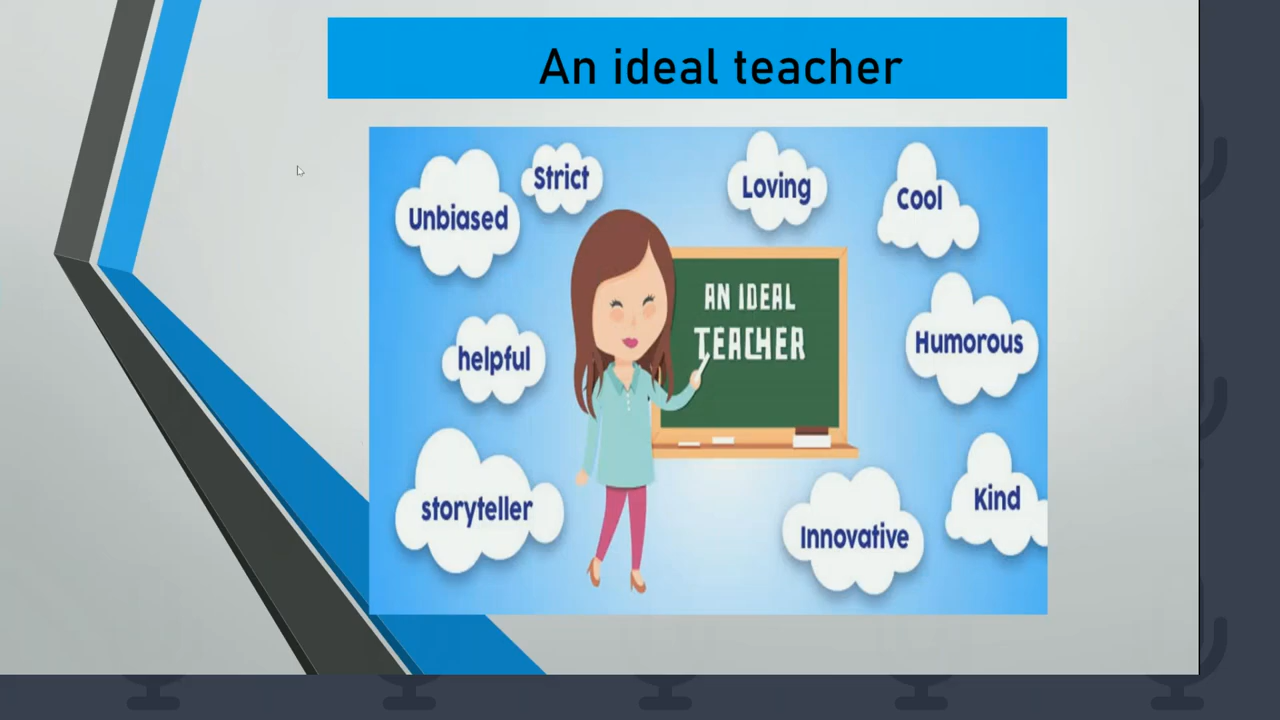 An ideal teacher
Strict
Loving
Cool
Unbiased
AN IDEAL
TEACHER
helpful
Humorous
storyteller
Innovative
Kind